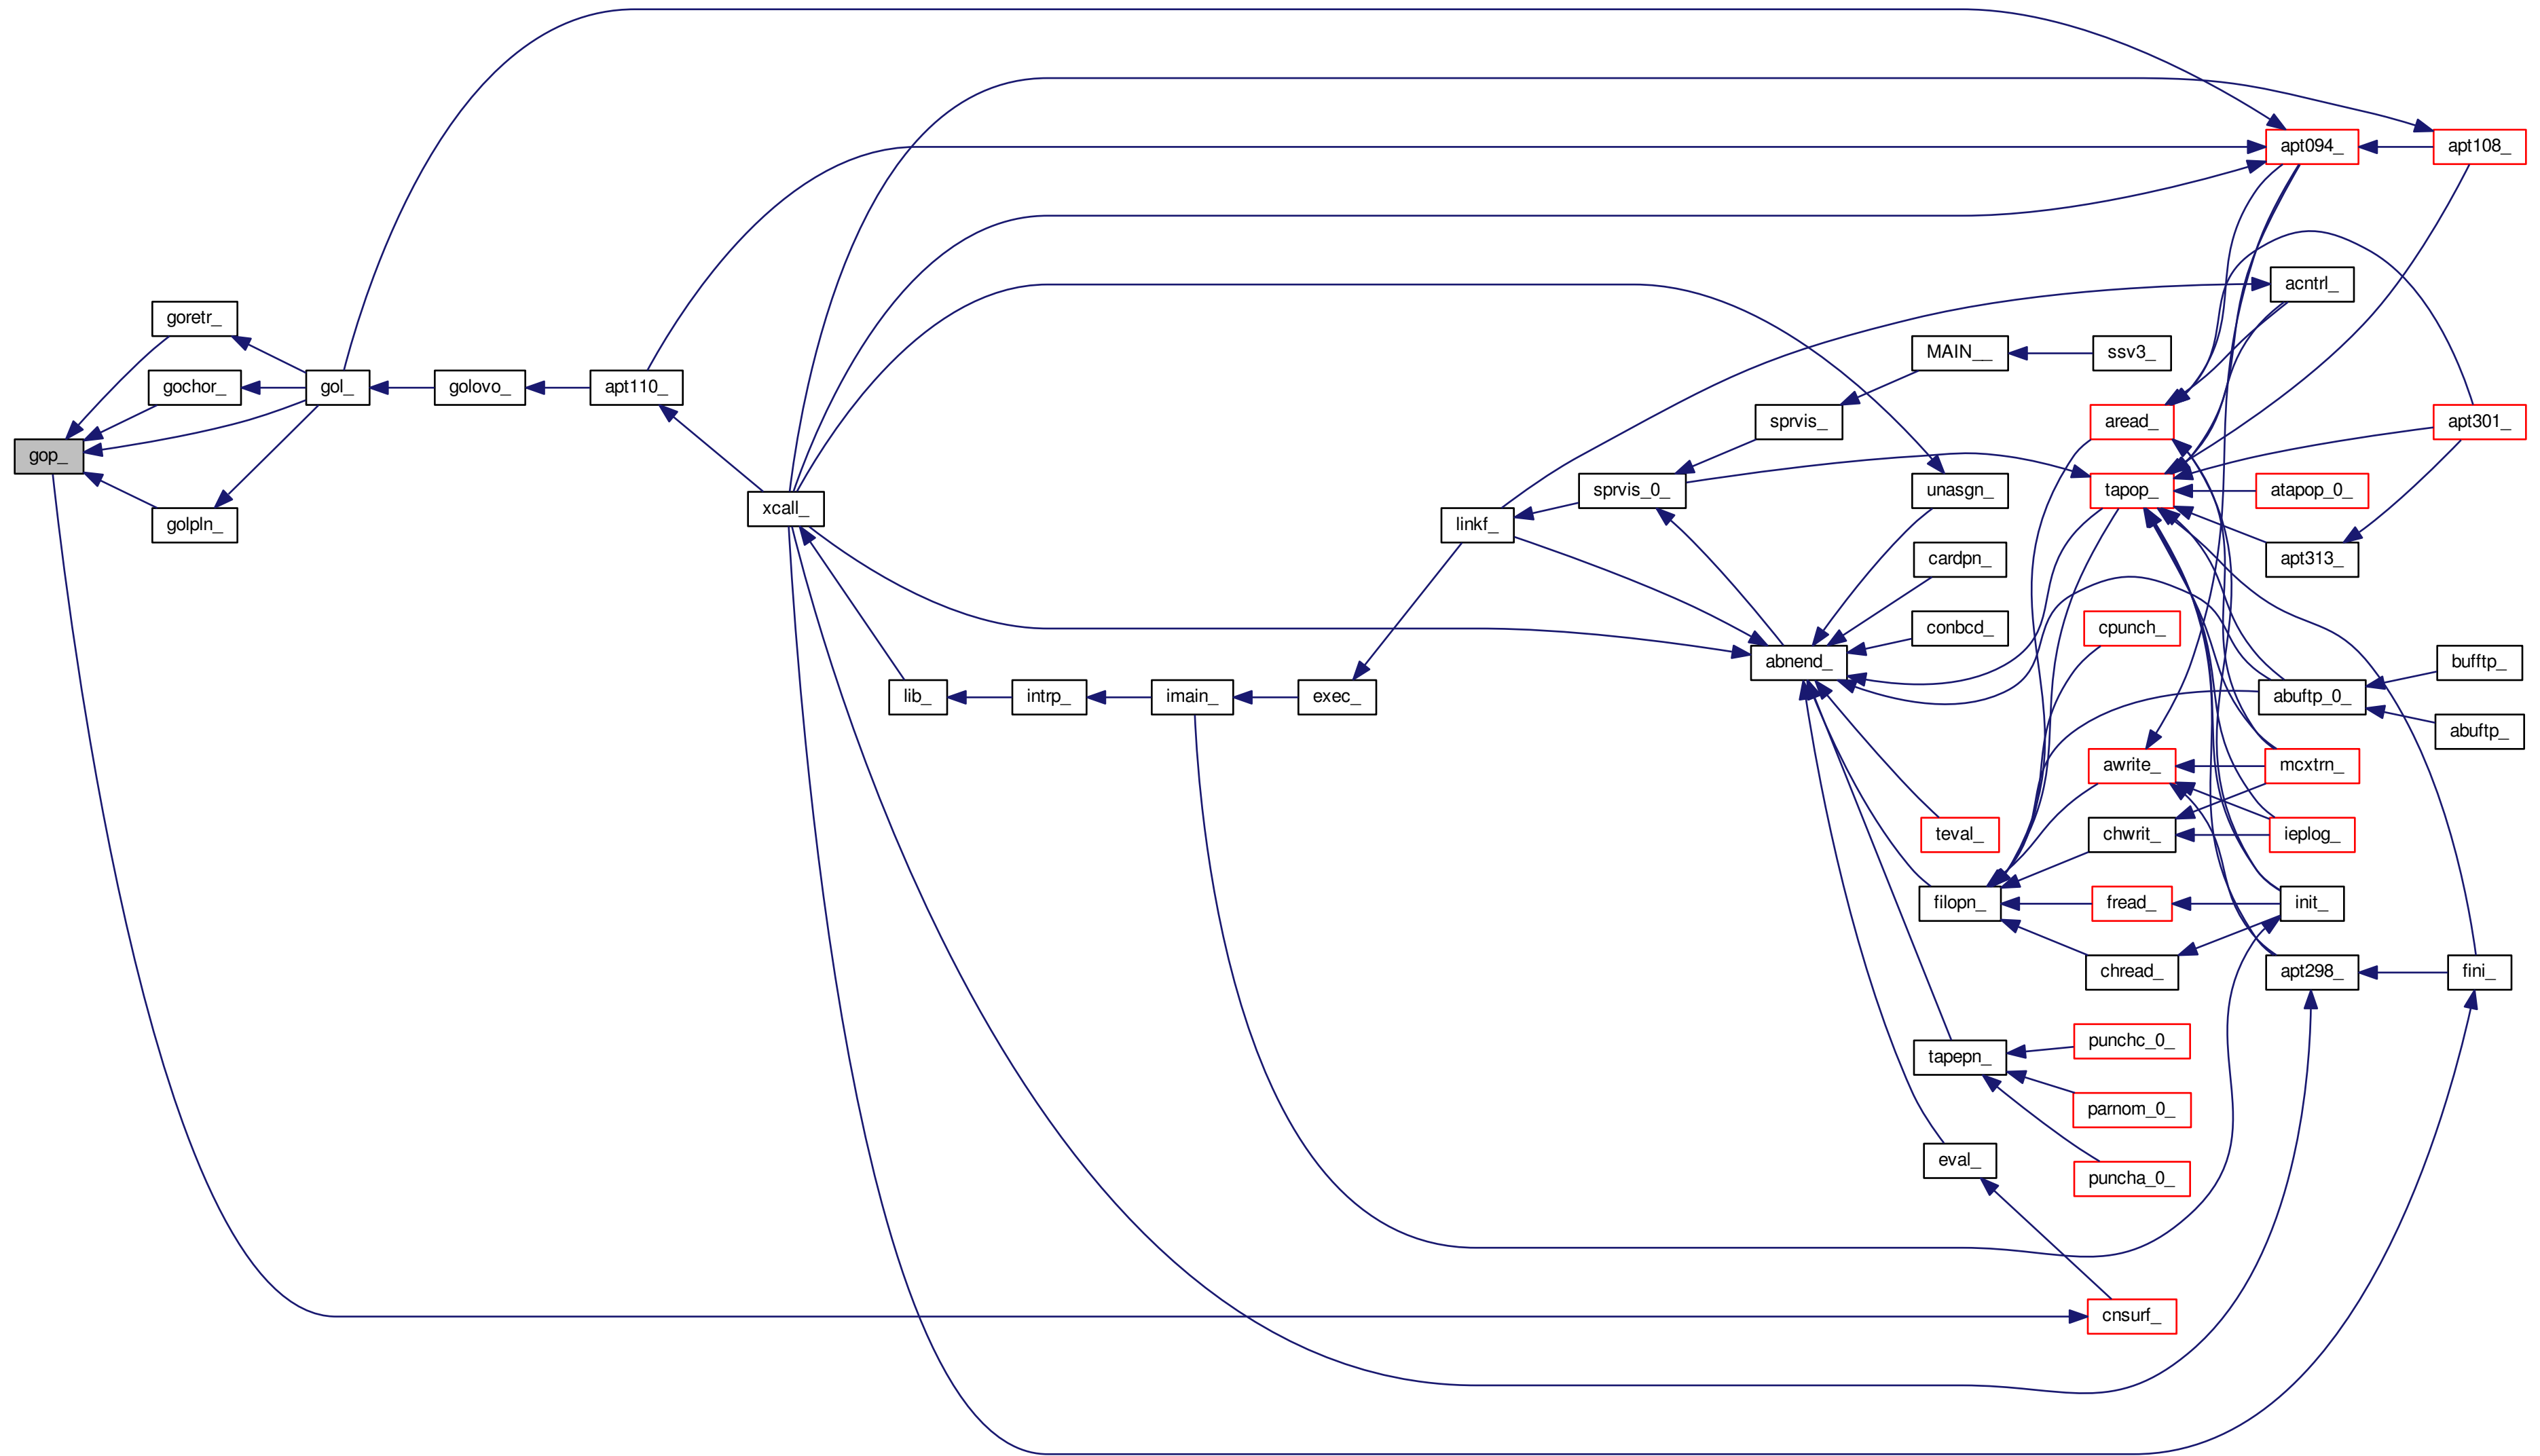 gop_
goretr_
gochor_
golpln_
gol_
golovo_
apt110_
xcall_
lib_
intrp_
imain_
exec_
linkf_
sprvis_0_
sprvis_
abnend_
MAIN__
ssv3_
unasgn_
cardpn_
conbcd_
teval_
filopn_
tapepn_
eval_
aread_
tapop_
cpunch_
awrite_
chwrit_
fread_
chread_
punchc_0_
parnom_0_
puncha_0_
cnsurf_
apt094_
acntrl_
atapop_0_
apt313_
abuftp_0_
mcxtrn_
ieplog_
init_
apt298_
apt108_
apt301_
bufftp_
abuftp_
fini_